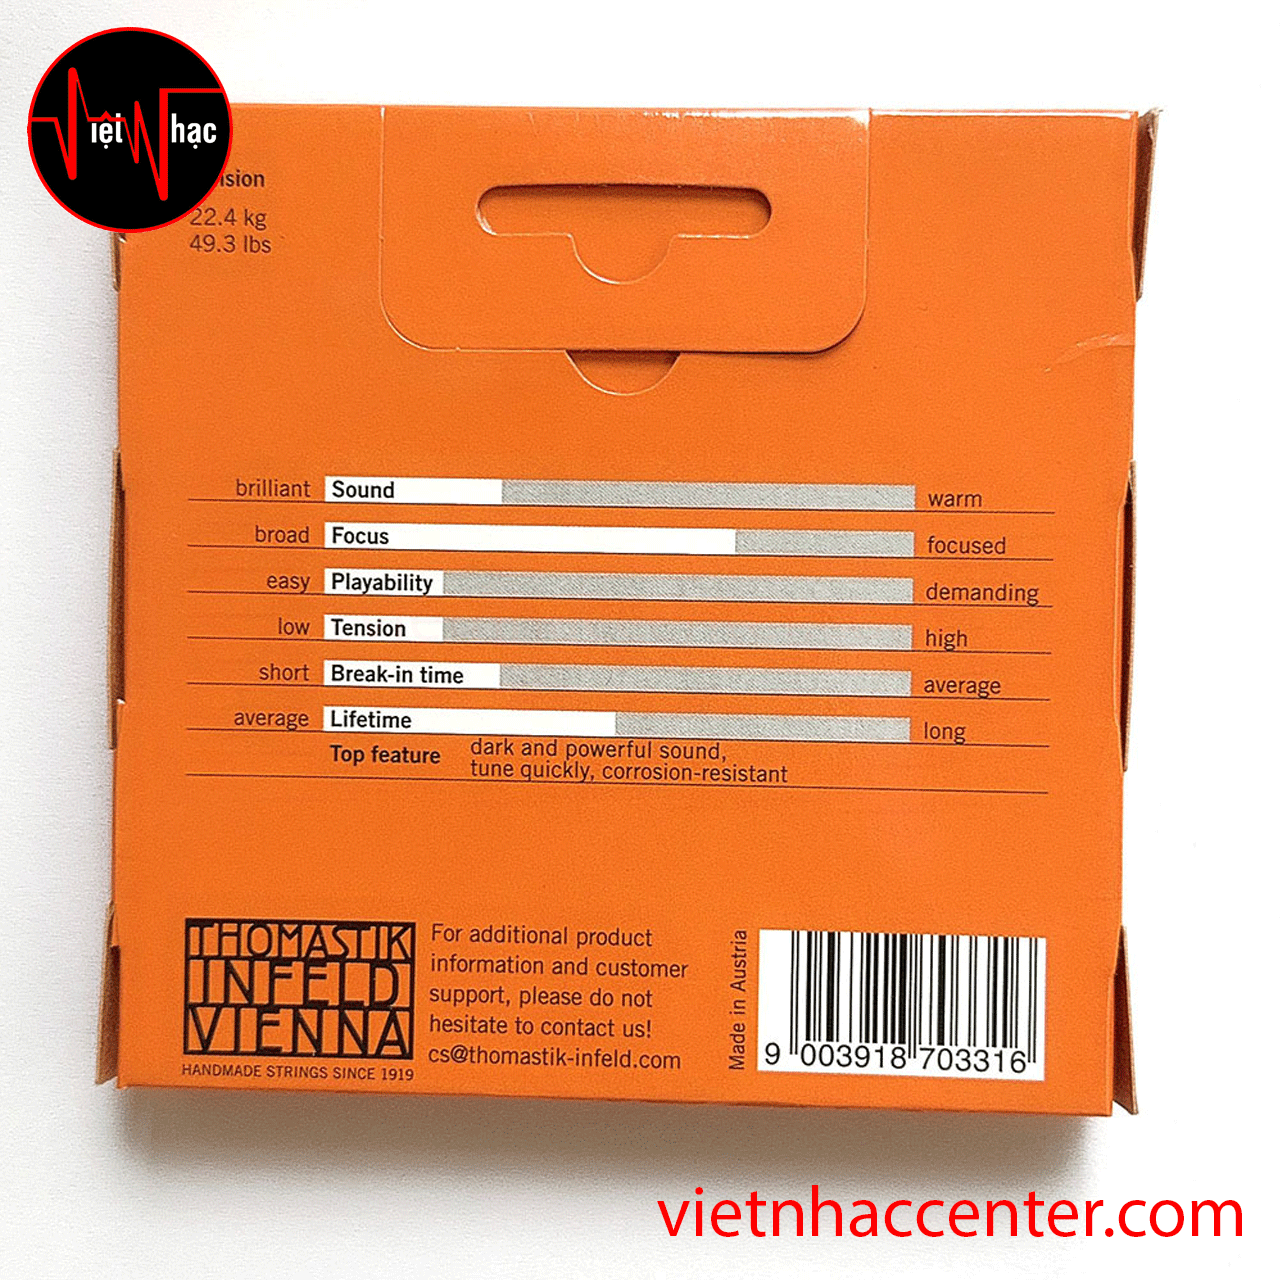 Việt Nhạc
22.4 kg
49.3 lbs
brilliant Sound warm
broad Focus focused
easy Playability demanding
low Tension high
short Break-in time average
average Lifetime long
Top feature dark and powerful sound,
tune quickly, corrosion-resistant
THOMASTIK
INFELD
VIENNA
HANDMADE STRINGS SINCE 1919
For additional product
information and customer
support, please do not
hesitate to contact us!
cs@thomastik-infeld.com
Made in Austria
9 003918 703316
vietnhaccenter.com